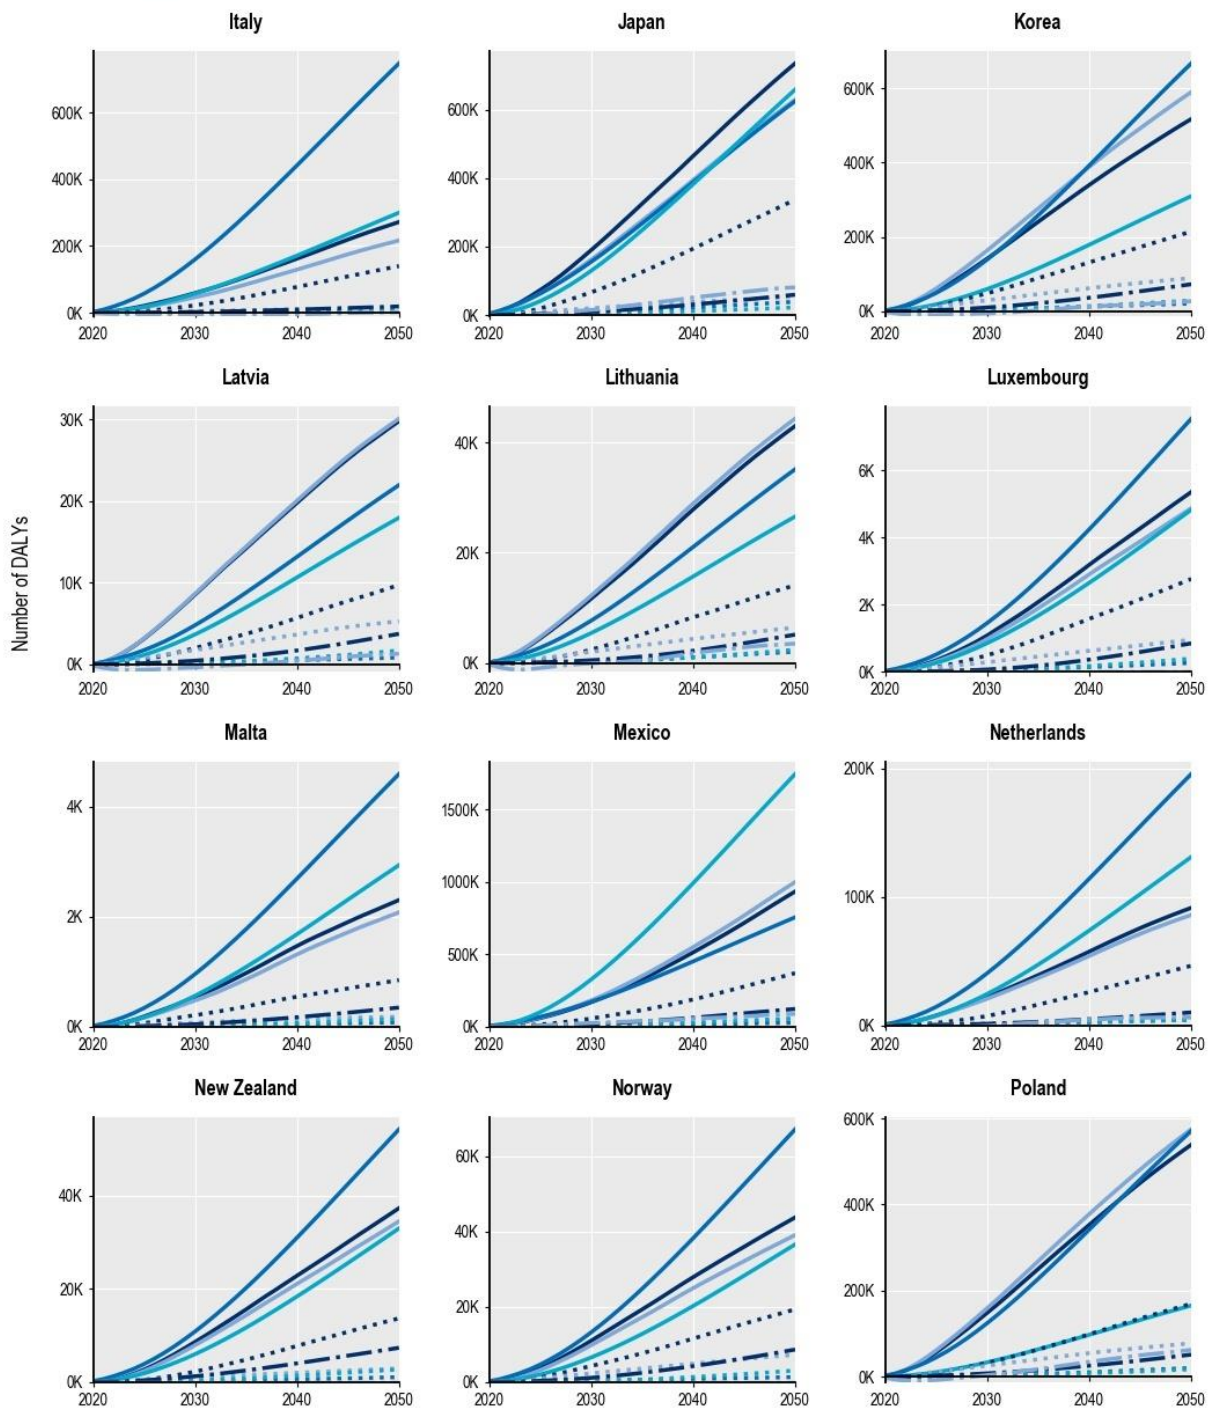 Italy
Japan
Korea
600K
400K
200K
0K
2020
2030
2040
2050
600K
400K
200K
0K
2020
2030
2040
2050
600K
400K
200K
0K
2020
2030
2040
2050
Latvia
Lithuania
Luxembourg
Number of DALYs
30K
20K
10K
0K
2020
2030
2040
2050
40K
20K
0K
2020
2030
2040
2050
6K
4K
2K
0K
2020
2030
2040
2050
Malta
Mexico
Netherlands
4K
2K
0K
2020
2030
2040
2050
1500K
1000K
500K
0K
2020
2030
2040
2050
200K
100K
0K
2020
2030
2040
2050
New Zealand
Norway
Poland
40K
20K
0K
2020
2030
2040
2050
60K
40K
20K
0K
2020
2030
2040
2050
600K
400K
200K
0K
2020
2030
2040
2050